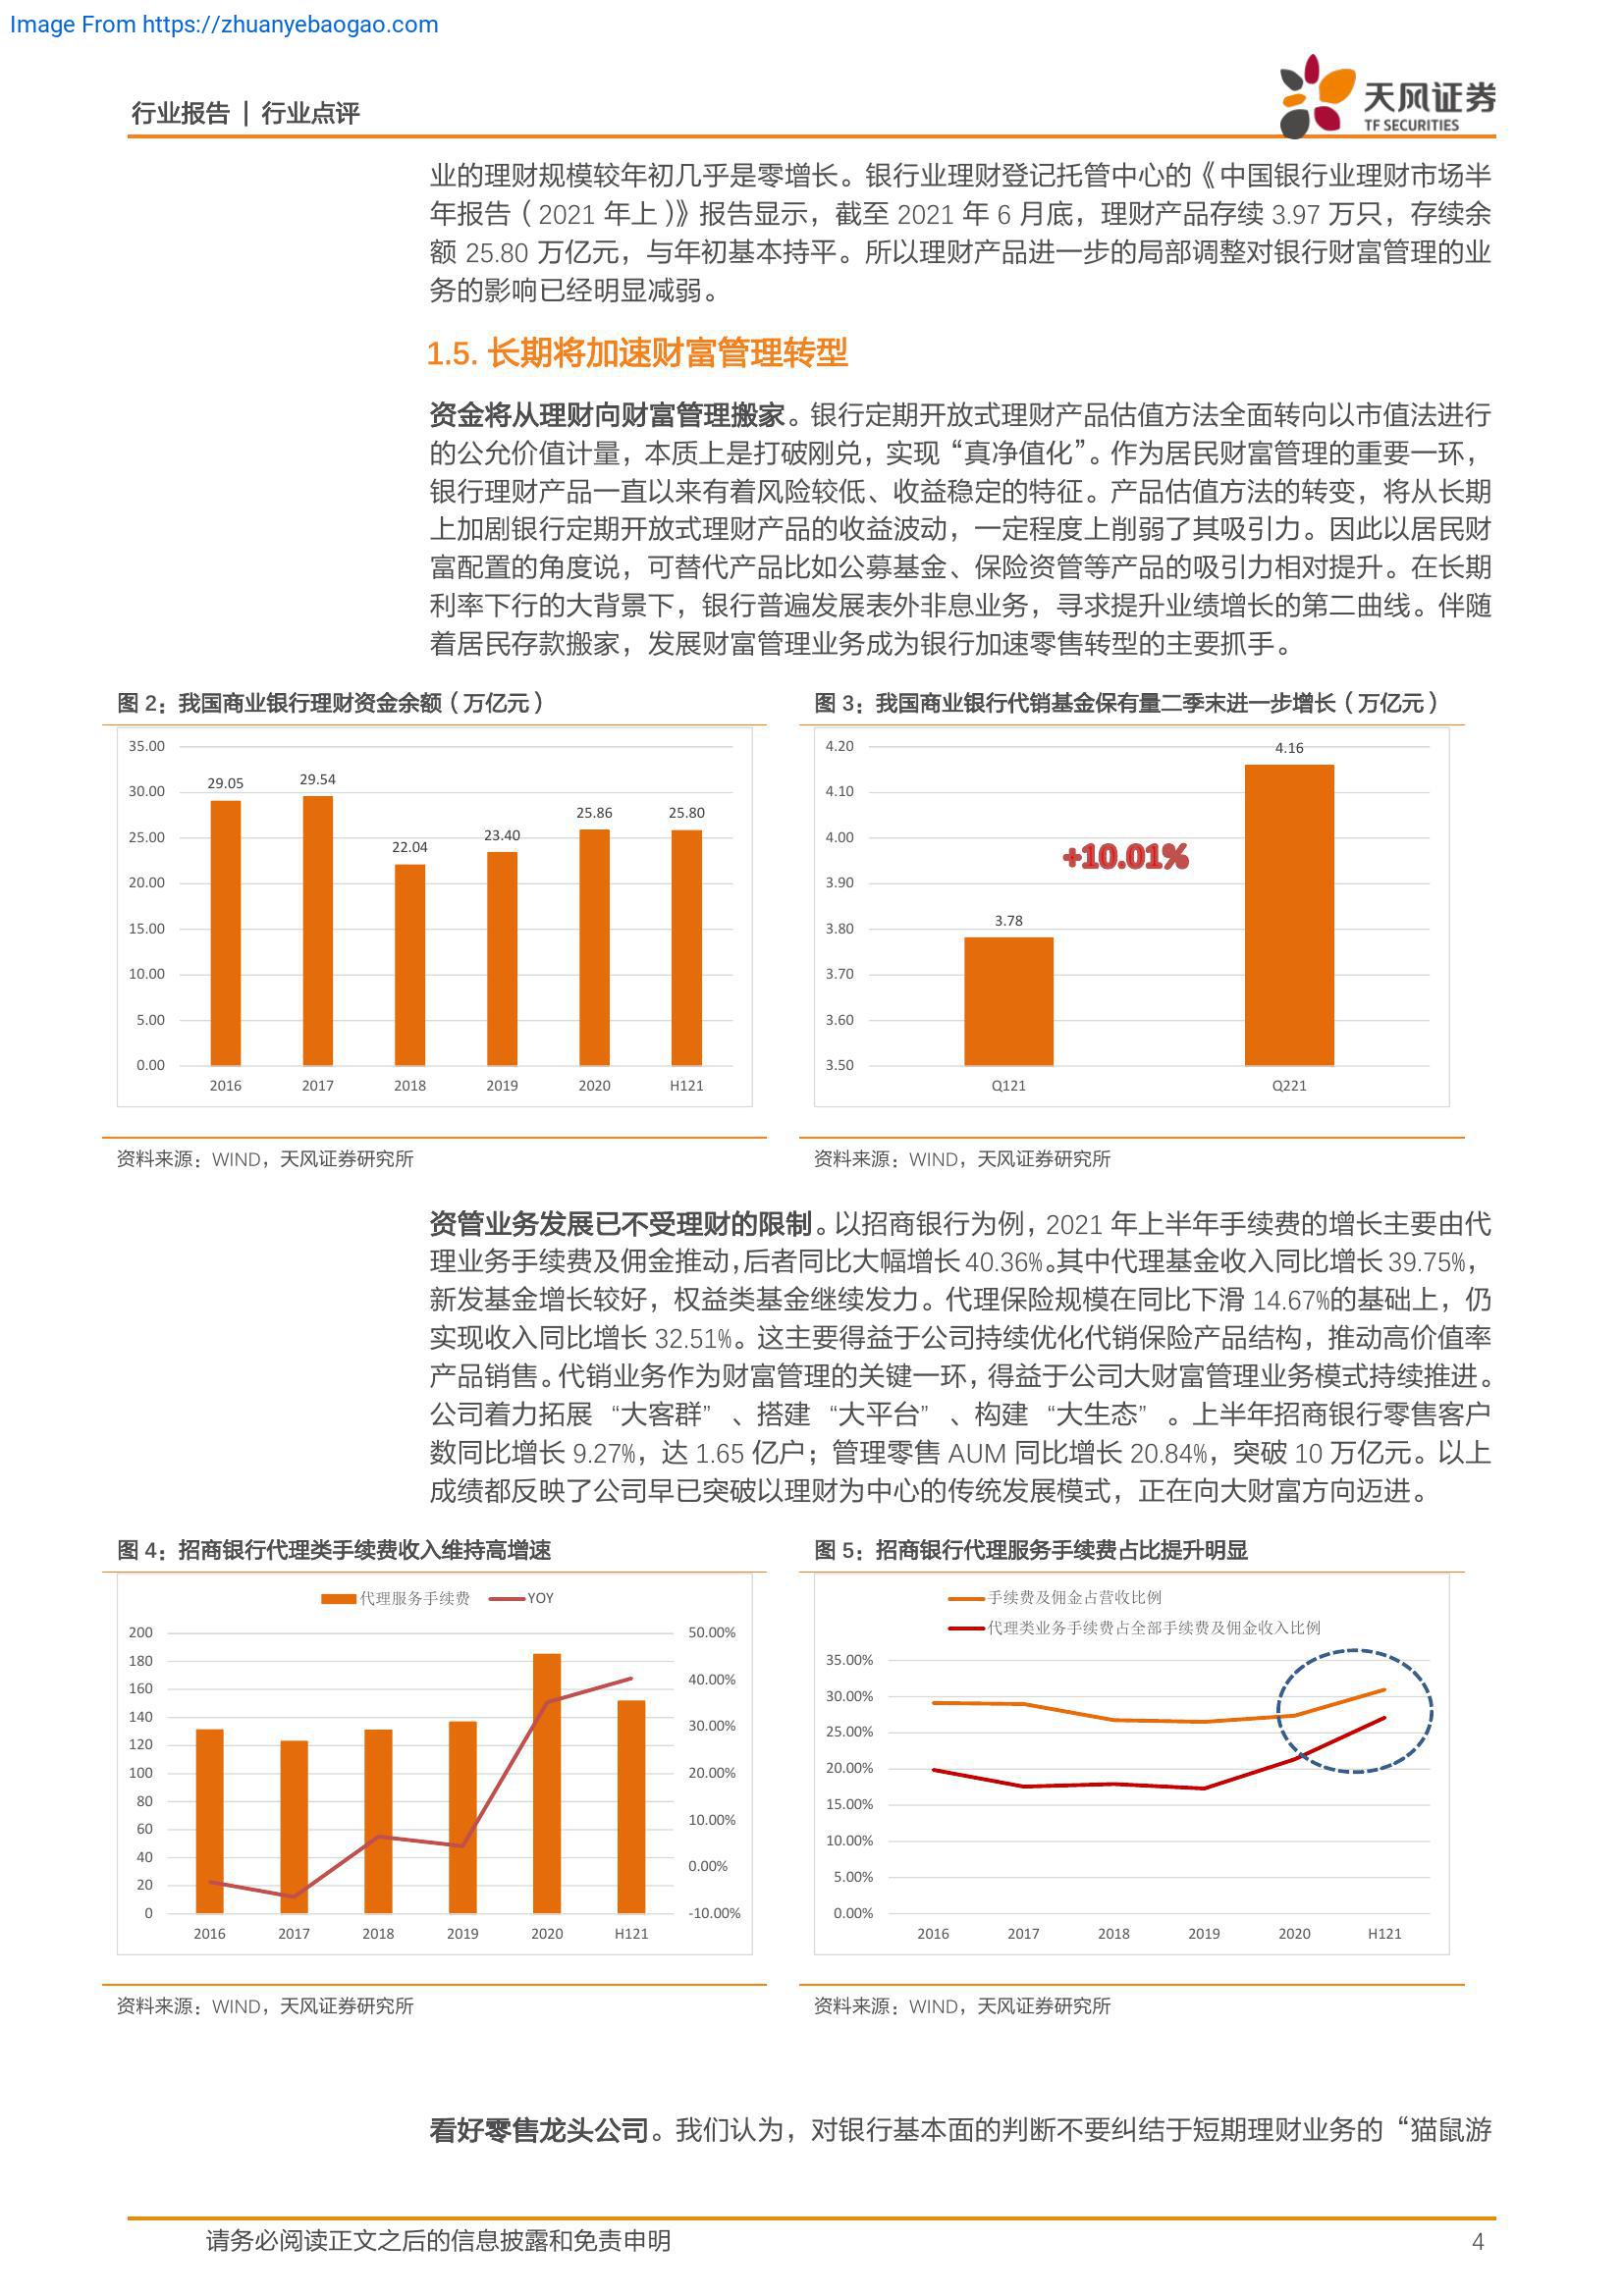 Image From https://zhuanyebaogao.com
行业报告 | 行业点评
天风证券
TF SECURITIES
业的理财规模较年初几乎是零增长。银行业理财登记托管中心的《中国银行业理财市场半
年报告（2021 年上）》报告显示，截至 2021 年 6 月底，理财产品存续 3.97 万只，存续余
额 25.80 万亿元，与年初基本持平。所以理财产品进一步的局部调整对银行财富管理的业
务的影响已经明显减弱。
1.5. 长期将加速财富管理转型
资金将从理财向财富管理搬家。银行定期开放式理财产品估值方法全面转向以市值法进行
的公允价值计量，本质上是打破刚兑，实现“真净值化”。作为居民财富管理的重要一环，
银行理财产品一直以来有着风险较低、收益稳定的特征。产品估值方法的转变，将从长期
上加剧银行定期开放式理财产品的收益波动，一定程度上削弱了其吸引力。因此以居民财
富配置的角度说，可替代产品比如公募基金、保险资管等产品的吸引力相对提升。在长期
利率下行的大背景下，银行普遍发展表外非息业务，寻求提升业绩增长的第二曲线。伴随
着居民存款搬家，发展财富管理业务成为银行加速零售转型的主要抓手。
图 2：我国商业银行理财资金余额（万亿元）
35.00
30.00
25.00
20.00
15.00
10.00
5.00
0.00
29.05
29.54
22.04
23.40
25.86
25.80
2016 2017 2018 2019 2020 H121
资料来源：WIND，天风证券研究所
图 3：我国商业银行代销基金保有量二季末进一步增长（万亿元）
4.20
4.10
4.00
3.90
3.80
3.70
3.60
3.50
3.78
+10.01%
4.16
Q121 Q221
资料来源：WIND，天风证券研究所
资管业务发展已不受理财的限制。以招商银行为例，2021 年上半年手续费的增长主要由代
理业务手续费及佣金推动，后者同比大幅增长 40.36%。其中代理基金收入同比增长 39.75%，
新发基金增长较好，权益类基金继续发力。代理保险规模在同比下滑 14.67%的基础上，仍
实现收入同比增长 32.51%。这主要得益于公司持续优化代销保险产品结构，推动高价值率
产品销售。代销业务作为财富管理的关键一环，得益于公司大财富管理业务模式持续推进。
公司着力拓展 “大客群” 、搭建 “大平台” 、构建 “大生态” 。上半年招商银行零售客户
数同比增长 9.27%，达 1.65 亿户；管理零售 AUM 同比增长 20.84%，突破 10 万亿元。以上
成绩都反映了公司早已突破以理财为中心的传统发展模式，正在向大财富方向迈进。
图 4：招商银行代理类手续费收入维持高增速
代理服务手续费 YOY
200
180
160
140
120
100
80
60
40
20
0
50.00%
40.00%
30.00%
20.00%
10.00%
0.00%
-10.00%
2016 2017 2018 2019 2020 H121
资料来源：WIND，天风证券研究所
图 5：招商银行代理服务手续费占比提升明显
手续费及佣金占营收比例
代理类业务手续费占全部手续费及佣金收入比例
35.00%
30.00%
25.00%
20.00%
15.00%
10.00%
5.00%
0.00%
2016 2017 2018 2019 2020 H121
资料来源：WIND，天风证券研究所
看好零售龙头公司。我们认为，对银行基本面的判断不要纠结于短期理财业务的“猫鼠游
请务必阅读正文之后的信息披露和免责申明
4